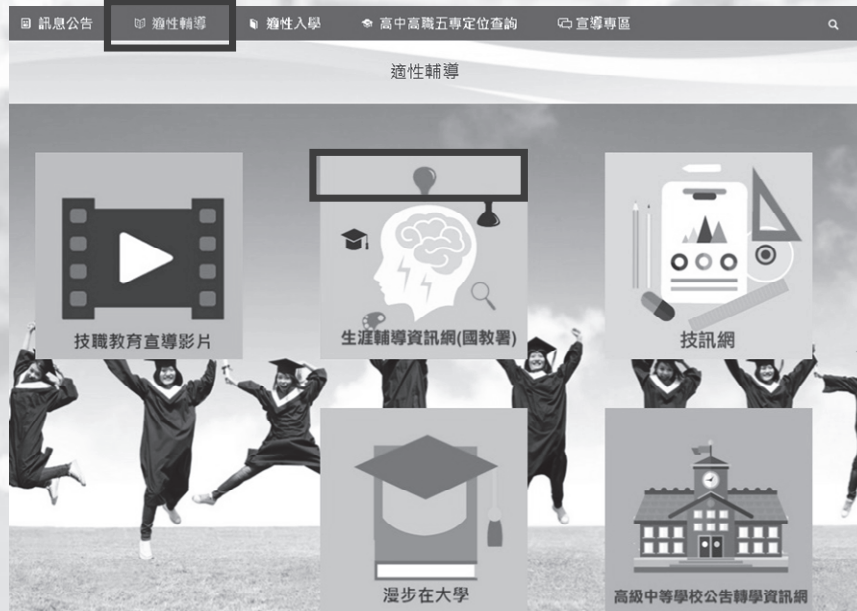 訊息公告
適性輔導
適性入學
高中高職五專定位查詢
宣導專區
適性輔導
技職教育宣導影片
生涯輔導資訊網(國教署)
技訊網
漫步在大學
高級中等學校公告轉學資訊網